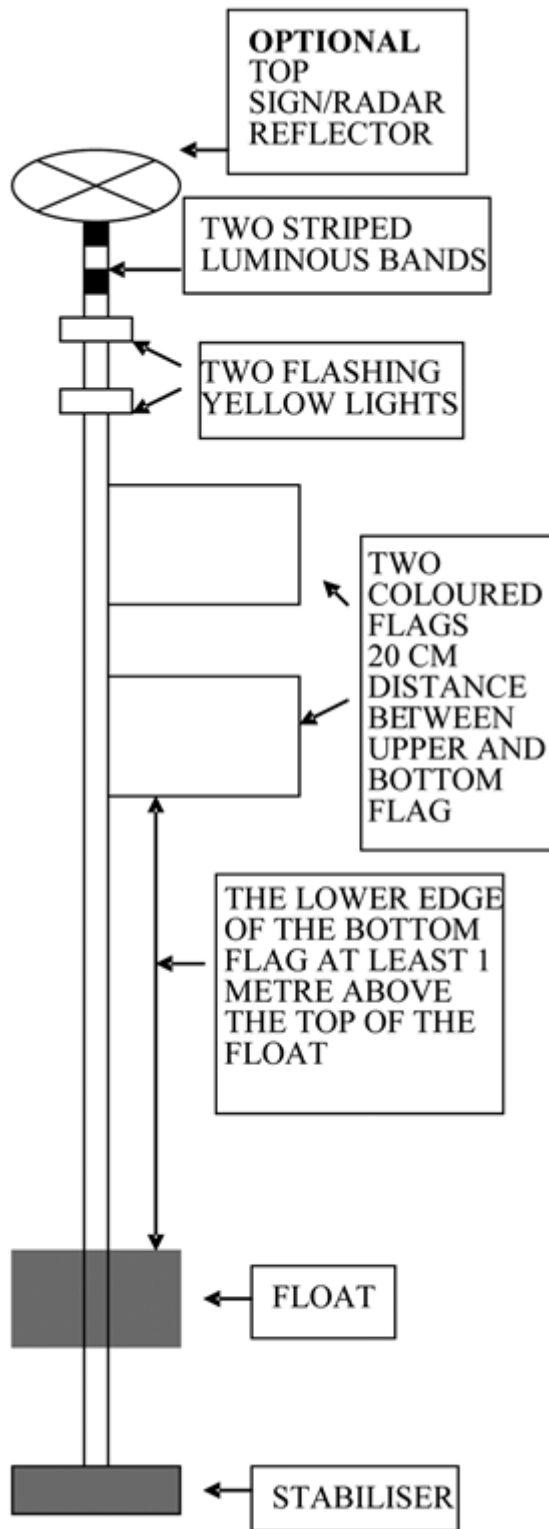 OPTIONAL
TOP
SIGN/RADAR
REFLECTOR
TWO STRIPED
LUMINOUS BANDS
TWO FLASHING
YELLOW LIGHTS
TWO
COLOURED
FLAGS
20 CM
DISTANCE
BETWEEN
UPPER AND
BOTTOM
FLAG
THE LOWER EDGE
OF THE BOTTOM
FLAG AT LEAST 1
METRE ABOVE
THE TOP OF THE
FLOAT
FLOAT
STABILISER